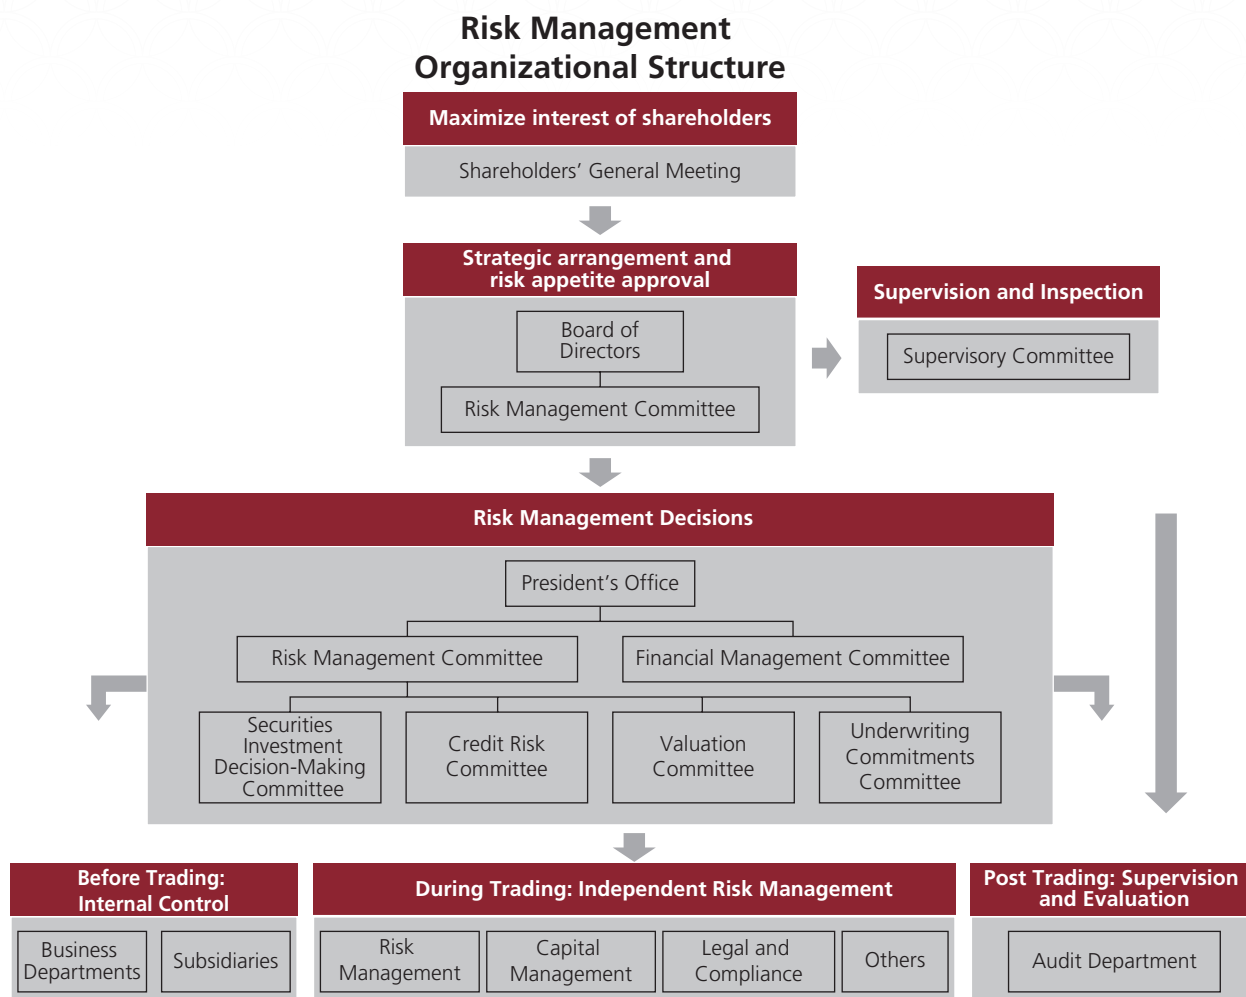 Risk Management
Organizational Structure
Maximize interest of shareholders
Shareholders’ General Meeting
Strategic arrangement and
risk appetite approval
Board of
Directors
Risk Management Committee
Supervision and Inspection
Supervisory Committee
Risk Management Decisions
President’s Office
Risk Management Committee
Financial Management Committee
Securities
Investment
Decision-Making
Committee
Credit Risk
Committee
Valuation
Committee
Underwriting
Commitments
Committee
Before Trading:
Internal Control
Business
Departments
Subsidiaries
During Trading: Independent Risk Management
Risk
Management
Capital
Management
Legal and
Compliance
Others
Post Trading: Supervision
and Evaluation
Audit Department